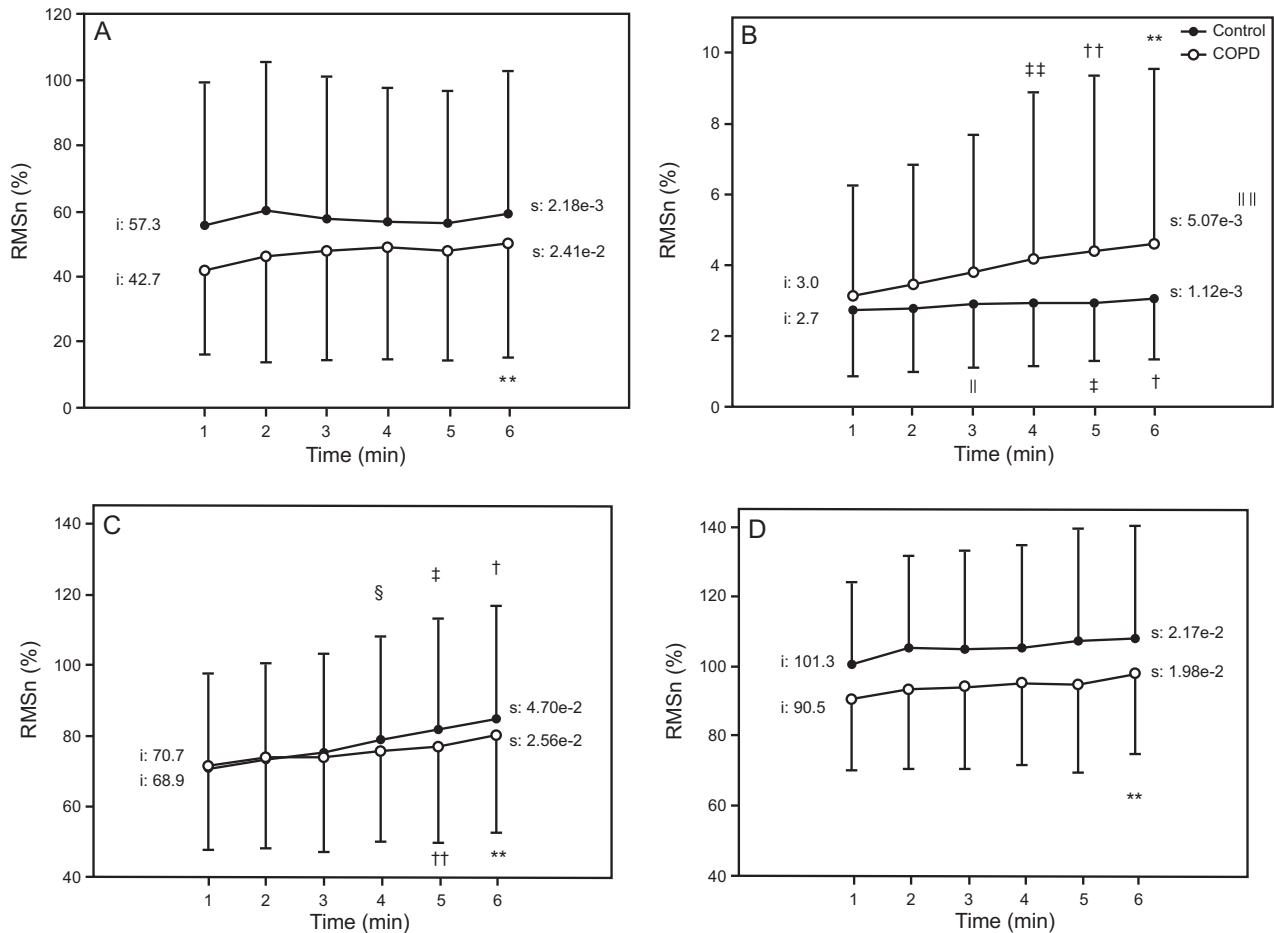 A
120
100
80
60
40
20
0
RMSn (%)
i: 57.3
i: 42.7
s: 2.18e-3
s: 2.41e-2
**
1 2 3 4 5 6
Time (min)
B
Control
COPD
10
8
6
4
2
0
RMSn (%)
‡‡
††
**
||
||||
i: 3.0
i: 2.7
s: 5.07e-3
s: 1.12e-3
‡
†
1 2 3 4 5 6
Time (min)
C
140
120
100
80
60
40
RMSn (%)
§
‡
†
i: 70.7
i: 68.9
s: 4.70e-2
s: 2.56e-2
††
**
1 2 3 4 5 6
Time (min)
D
140
120
100
80
60
40
RMSn (%)
i: 101.3
i: 90.5
s: 2.17e-2
s: 1.98e-2
**
1 2 3 4 5 6
Time (min)